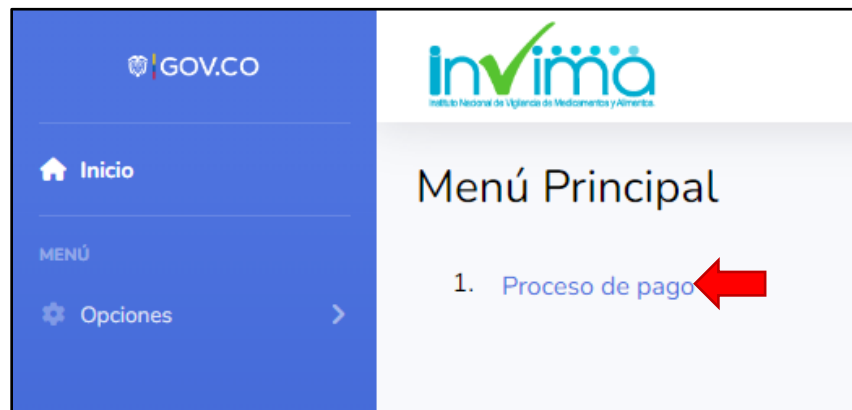 GOV.CO
Inicio
MENÚ
Opciones
invima
Instituto Nacional de Vigilancia de Medicamentos y Alimentos.
Menú Principal
1. Proceso de pago